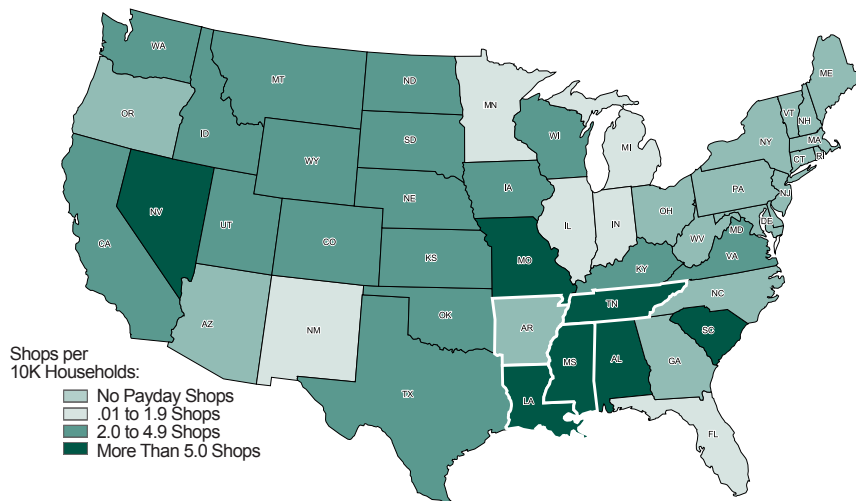 WA
MT
ND
MN
ME
OR
ID
SD
WI
VT
NH
NY
MA
WY
MI
CT
RI
IA
PA
NJ
NE
NV
OH
DE
IL
IN
MD
UT
CO
WV
CA
VA
KS
MO
KY
NC
TN
OK
AZ
NM
AR
SC
MS
AL
GA
Shops per
10K Households:
No Payday Shops
.01 to 1.9 Shops
2.0 to 4.9 Shops
More Than 5.0 Shops
TX
LA
FL